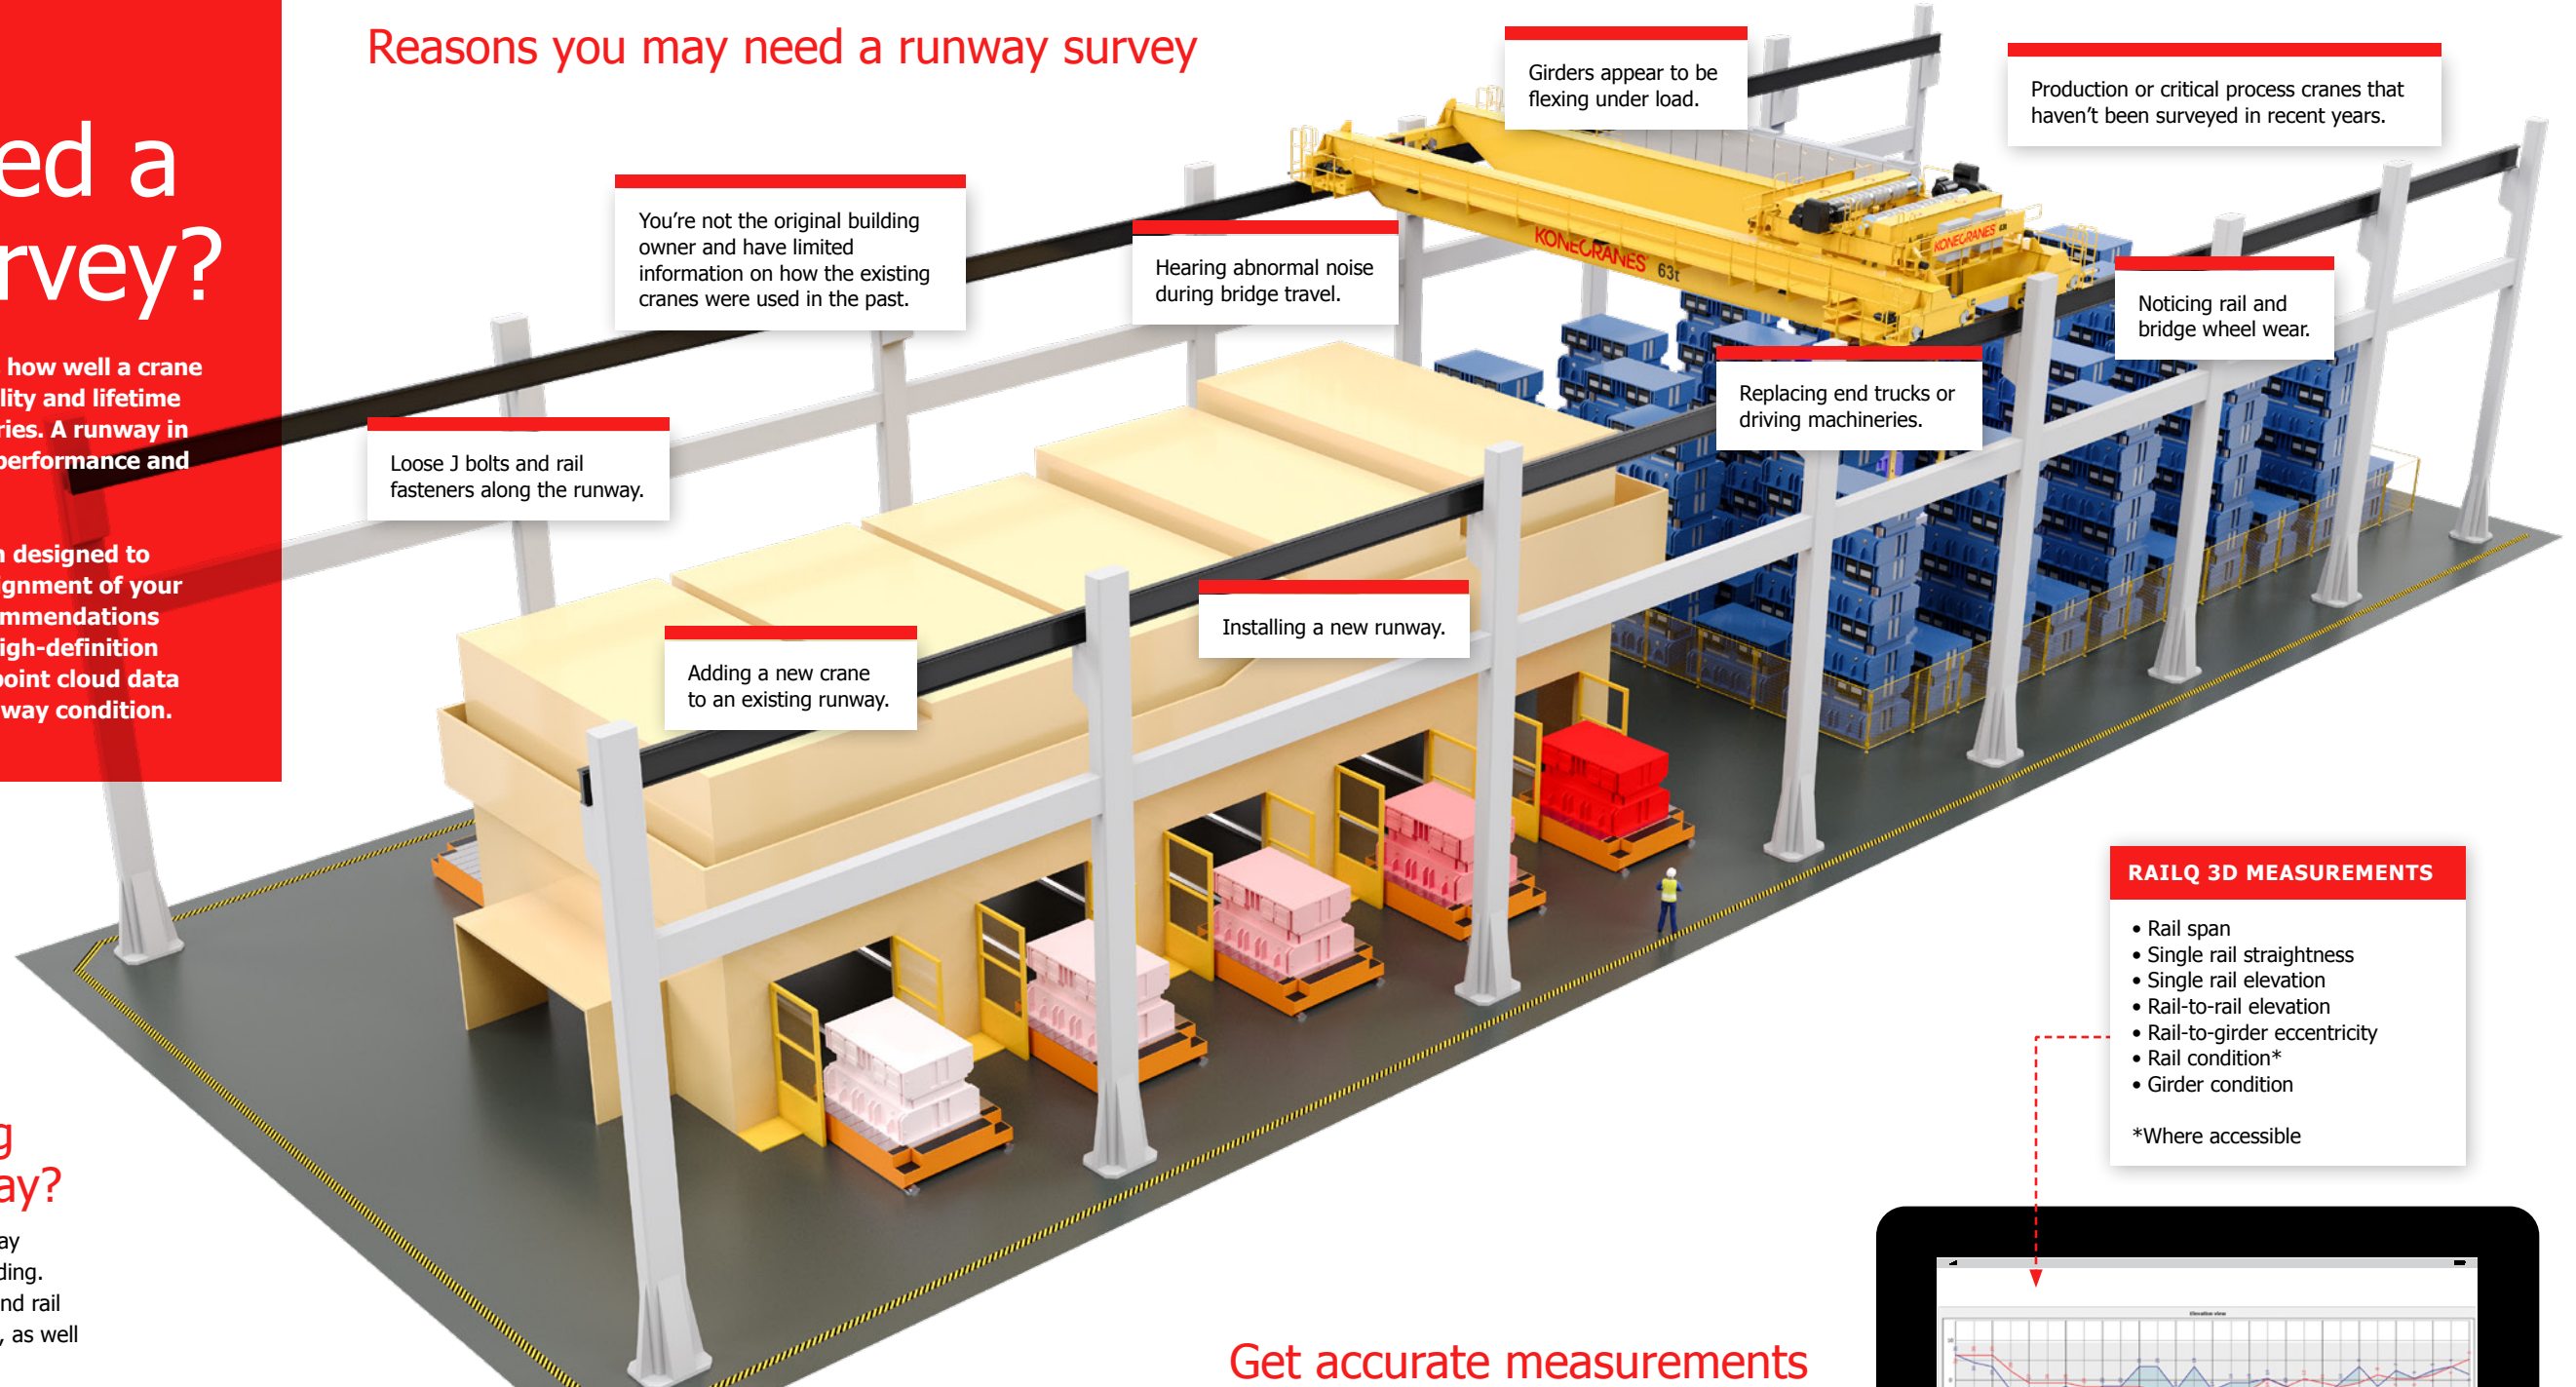 Reasons you may need a runway survey
ed a
rvey?
how well a crane
lity and lifetime
ries. A runway in
performance and
n designed to
ignment of your
mmendations
igh-definition
point cloud data
way condition.
Girders appear to be
flexing under load.
Production or critical process cranes that
haven't been surveyed in recent years.
You're not the original building
owner and have limited
information on how the existing
cranes were used in the past.
Hearing abnormal noise
during bridge travel.
KONECRANES 63t
KONECRANES
Noticing rail and
bridge wheel wear.
Replacing end trucks or
driving machineries.
Loose J bolts and rail
fasteners along the runway.
Installing a new runway.
Adding a new crane
to an existing runway.
RAILQ 3D MEASUREMENTS
• Rail span
• Single rail straightness
• Single rail elevation
• Rail-to-rail elevation
• Rail-to-girder eccentricity
• Rail condition*
• Girder condition
*Where accessible
g
ay?
ay
ding.
nd rail
, as well
Get accurate measurements
Elevation view